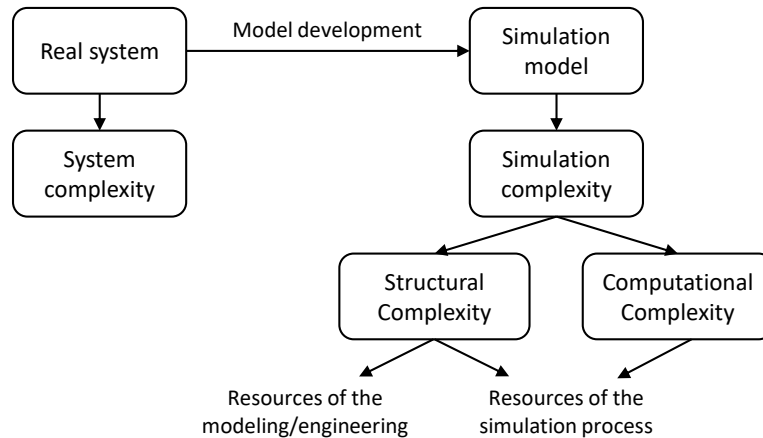 Real system
Model development
Simulation
model
System
complexity
Simulation
complexity
Structural
Complexity
Computational
Complexity
Resources of the
modeling/engineering
Resources of the
simulation process